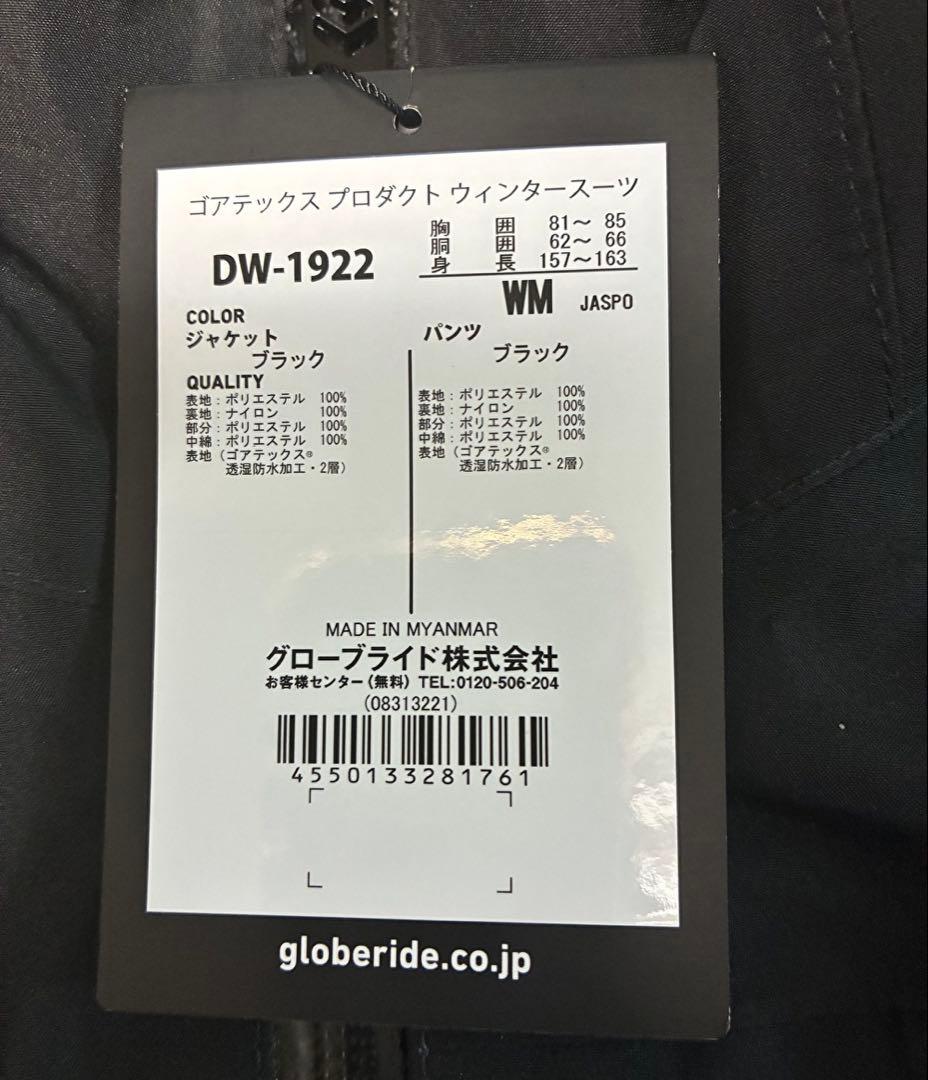 ゴアテックス プロダクト ウィンタースーツ
DW-1922
胸 囲 81～ 85
胴 囲 62～ 66
身 長 157～163
WM JASPO
COLOR
ジャケット
ブラック
QUALITY
表地：ポリエステル 100%
裏地：ナイロン 100%
部分：ポリエステル 100%
中綿：ポリエステル 100%
表地（ゴアテックス®
透湿防水加工・2層）
パンツ
ブラック
表地：ポリエステル 100%
裏地：ナイロン 100%
部分：ポリエステル 100%
中綿：ポリエステル 100%
表地（ゴアテックス®
透湿防水加工・2層）
MADE IN MYANMAR
グローブライド株式会社
お客様センター（無料）TEL:0120-506-204
(08313221)
4550133281761
globeride.co.jp